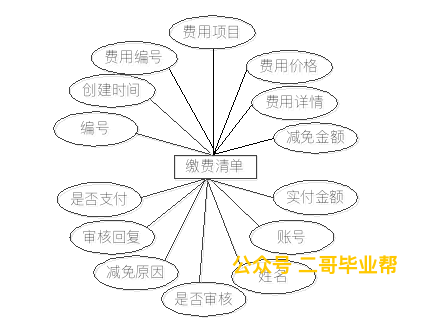 费用项目
费用编号
费用价格
创建时间
费用详情
编号
减免金额
缴费清单
是否支付
实付金额
审核回复
账号
减免原因
姓名
是否审核
公众号 二哥毕业帮